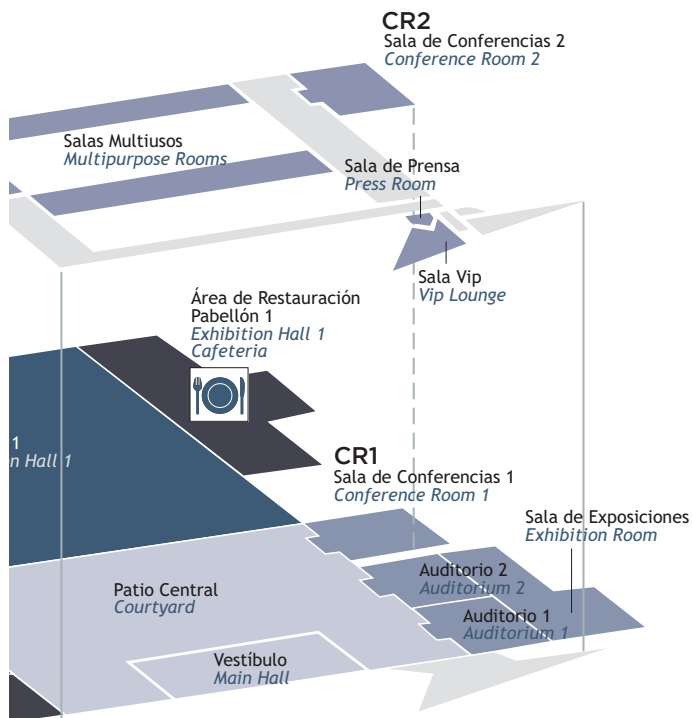 CR2
Sala de Conferencias 2
Conference Room 2
Salas Multiusos
Multipurpose Rooms
Sala de Prensa
Press Room
Sala Vip
Vip Lounge
Área de Restauración
Pabellón 1
Exhibition Hall 1
Cafeteria
1
n Hall 1
CR1
Sala de Conferencias 1
Conference Room 1
Sala de Exposiciones
Exhibition Room
Auditorio 2
Auditorium 2
Patio Central
Courtyard
Auditorio 1
Auditorium 1
Vestíbulo
Main Hall